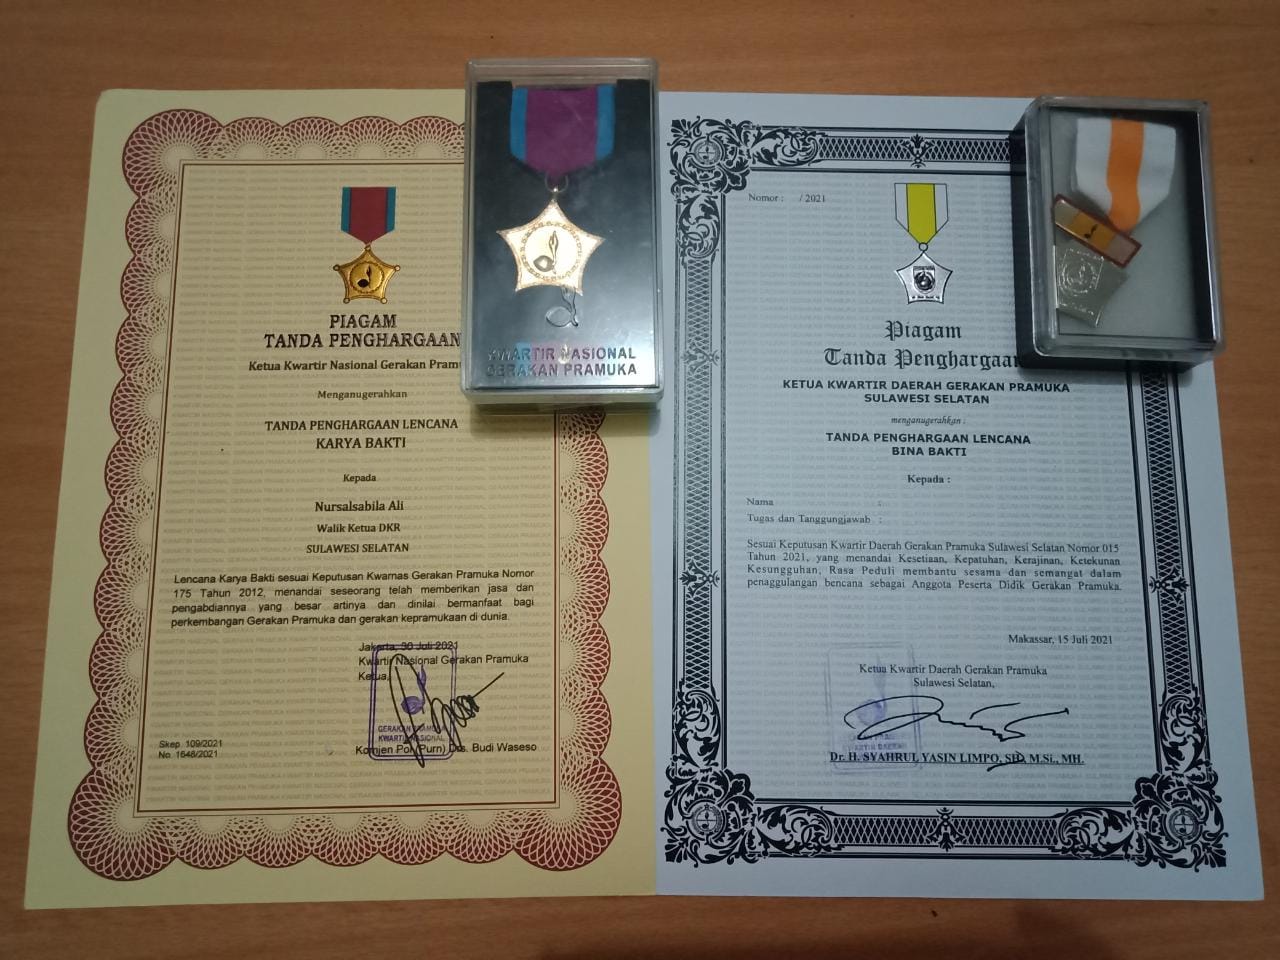 PIAGAM
TANDA PENGHARGAAN
Ketua Kwartir Nasional Gerakan
Menganugerahkan
TANDA PENGHARGAAN LENCANA
KARYA BAKTI
Kepada
Nursalsabila Ali
Walik Ketua DKR
SULAWESI SELATAN
Lencana Karya Bakti sesuai Keputusan Kwarnas Gerakan Pramuka Nomor
175 Tahun 2012, menandai seseorang telah memberikan jasa dan
pengabdiannya yang besar artinya dan dinilai bermanfaat bagi
perkembangan Gerakan Pramuka dan gerakan kepramukaan di dunia.
Jakarta, 30 Juli 2021
Kwartir Nasional Gerakan Pramuka
Ketua,
GERAKAN PRAMUKA
KWARTIR NASIONAL
Komjen Pol (Purn) Drs. Budi Waseso
Skep 109/2021
No 1648/2021
KWARTIR NASIONAL
GERAKAN PRAMUKA
Nomor : / 2021
Piagam
Tanda Penghargaan
KETUA KWARTIR DAERAH GERAKAN PRAMUKA
SULAWESI SELATAN
menganugerahkan :
TANDA PENGHARGAAN LENCANA
BINA BAKTI
Kepada :
Nama :
Tugas dan Tanggungjawab :
Sesuai Keputusan Kwartir Daerah Gerakan Pramuka Sulawesi Selatan Nomor 015
Tahun 2021, yang menandai Kesetiaan, Kepatuhan, Kerajinan, Ketekunan
Kesungguhan, Rasa Peduli membantu sesama dan semangat dalam
penaggulangan bencana sebagai Anggota Peserta Didik Gerakan Pramuka.
Makassar, 15 Juli 2021
Ketua Kwartir Daerah Gerakan Pramuka
Sulawesi Selatan,
KWARTIR DAERAH
Dr. H. SYAHRUL YASIN LIMPO, SH, M.Si., MH.